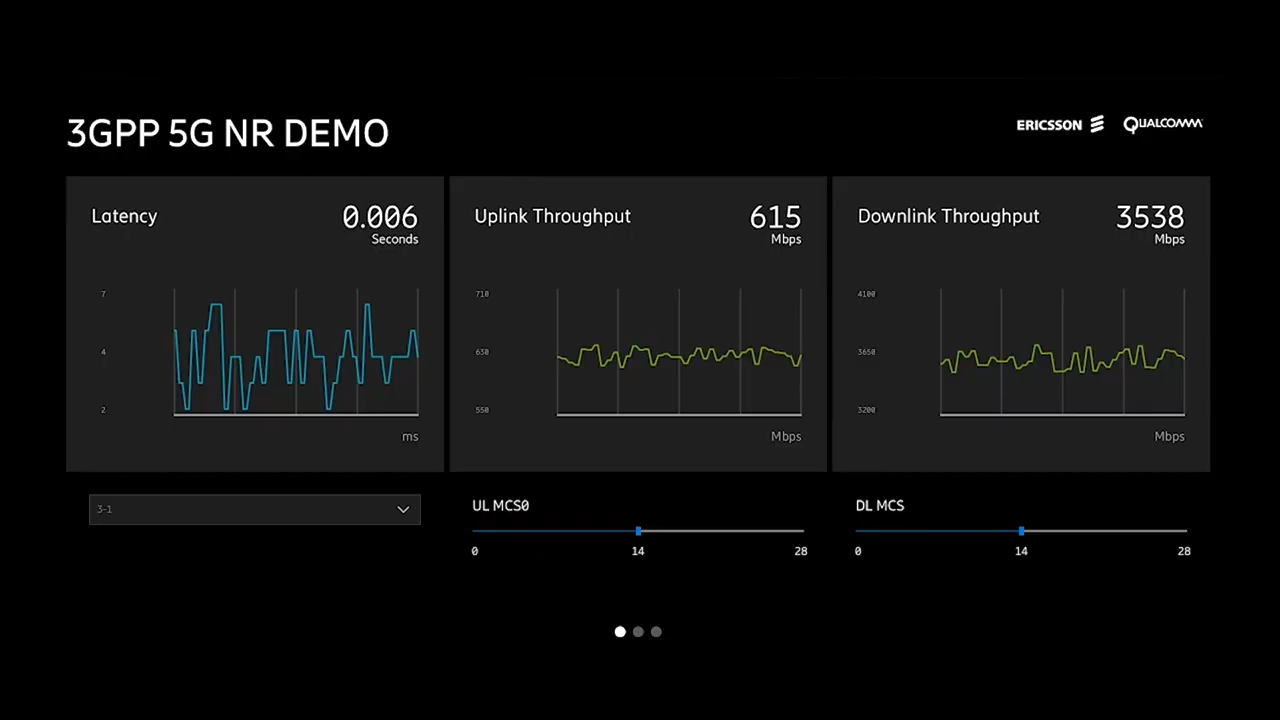 3GPP 5G NR DEMO
ERICSSON QUALCOMM
Latency
0.006
Seconds
7
4
2
ms
Uplink Throughput
615
Mbps
710
630
550
Mbps
Downlink Throughput
3538
Mbps
4100
3650
3200
Mbps
3-1
UL MCS0
0 14 28
DL MCS
0 14 28